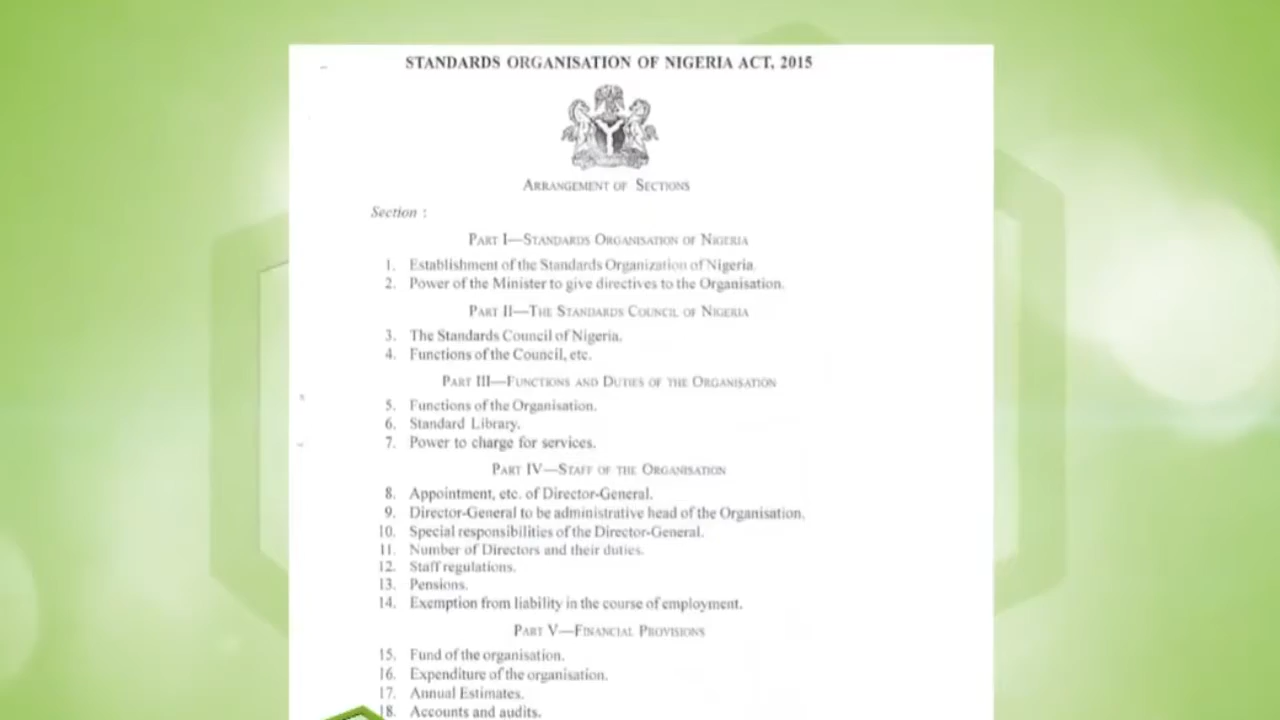 STANDARDS ORGANISATION OF NIGERIA ACT, 2015
ARRANGEMENT OF SECTIONS
Section :
PART I—STANDARDS ORGANISATION OF NIGERIA
1. Establishment of the Standards Organization of Nigeria.
2. Power of the Minister to give directives to the Organisation.
PART II—THE STANDARDS COUNCIL OF NIGERIA
3. The Standards Council of Nigeria.
4. Functions of the Council, etc.
PART III—FUNCTIONS AND DUTIES OF THE ORGANISATION
5. Functions of the Organisation.
6. Standard Library.
7. Power to charge for services.
PART IV—STAFF OF THE ORGANISATION
8. Appointment, etc. of Director-General.
9. Director-General to be administrative head of the Organisation.
10. Special responsibilities of the Director-General.
11. Number of Directors and their duties.
12. Staff regulations.
13. Pensions.
14. Exemption from liability in the course of employment.
PART V—FINANCIAL PROVISIONS
15. Fund of the organisation.
16. Expenditure of the organisation.
17. Annual Estimates.
18. Accounts and audits.